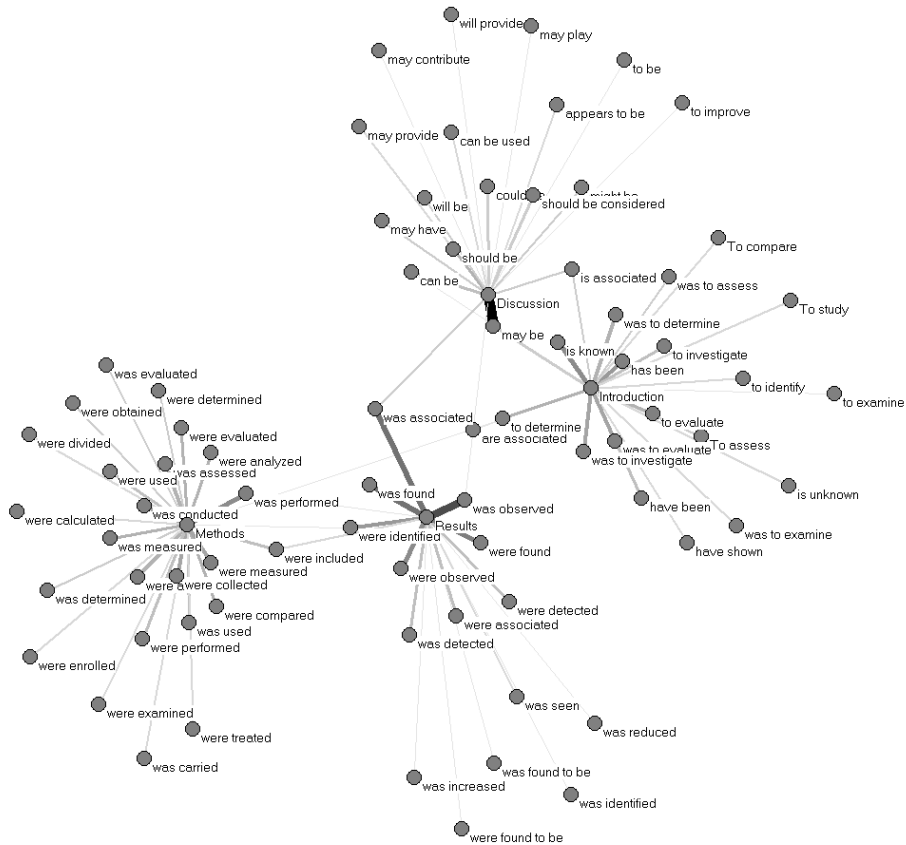 will provide
may play
may contribute
to be
to improve
appears to be
may provide
can be used
will be
should be considered
may have
To compare
should be
is associated
can be
was to assess
Discussion
To study
was to determine
may be
is known
to investigate
has been
was evaluated
to identify
were determined
Introduction
to examine
were obtained
was associated
to determine
to evaluate
are associated
were divided
were evaluated
To assess
was to evaluate
was to investigate
were analyzed
was assessed
were used
was found
is unknown
was performed
was observed
have been
was conducted
were calculated
Results
Methods
were identified
was to examine
was measured
have shown
were found
were included
were measured
were observed
were collected
was determined
were detected
were compared
were associated
was used
was detected
were performed
were enrolled
was seen
were examined
was reduced
were treated
was carried
was found to be
was increased
was identified
were found to be